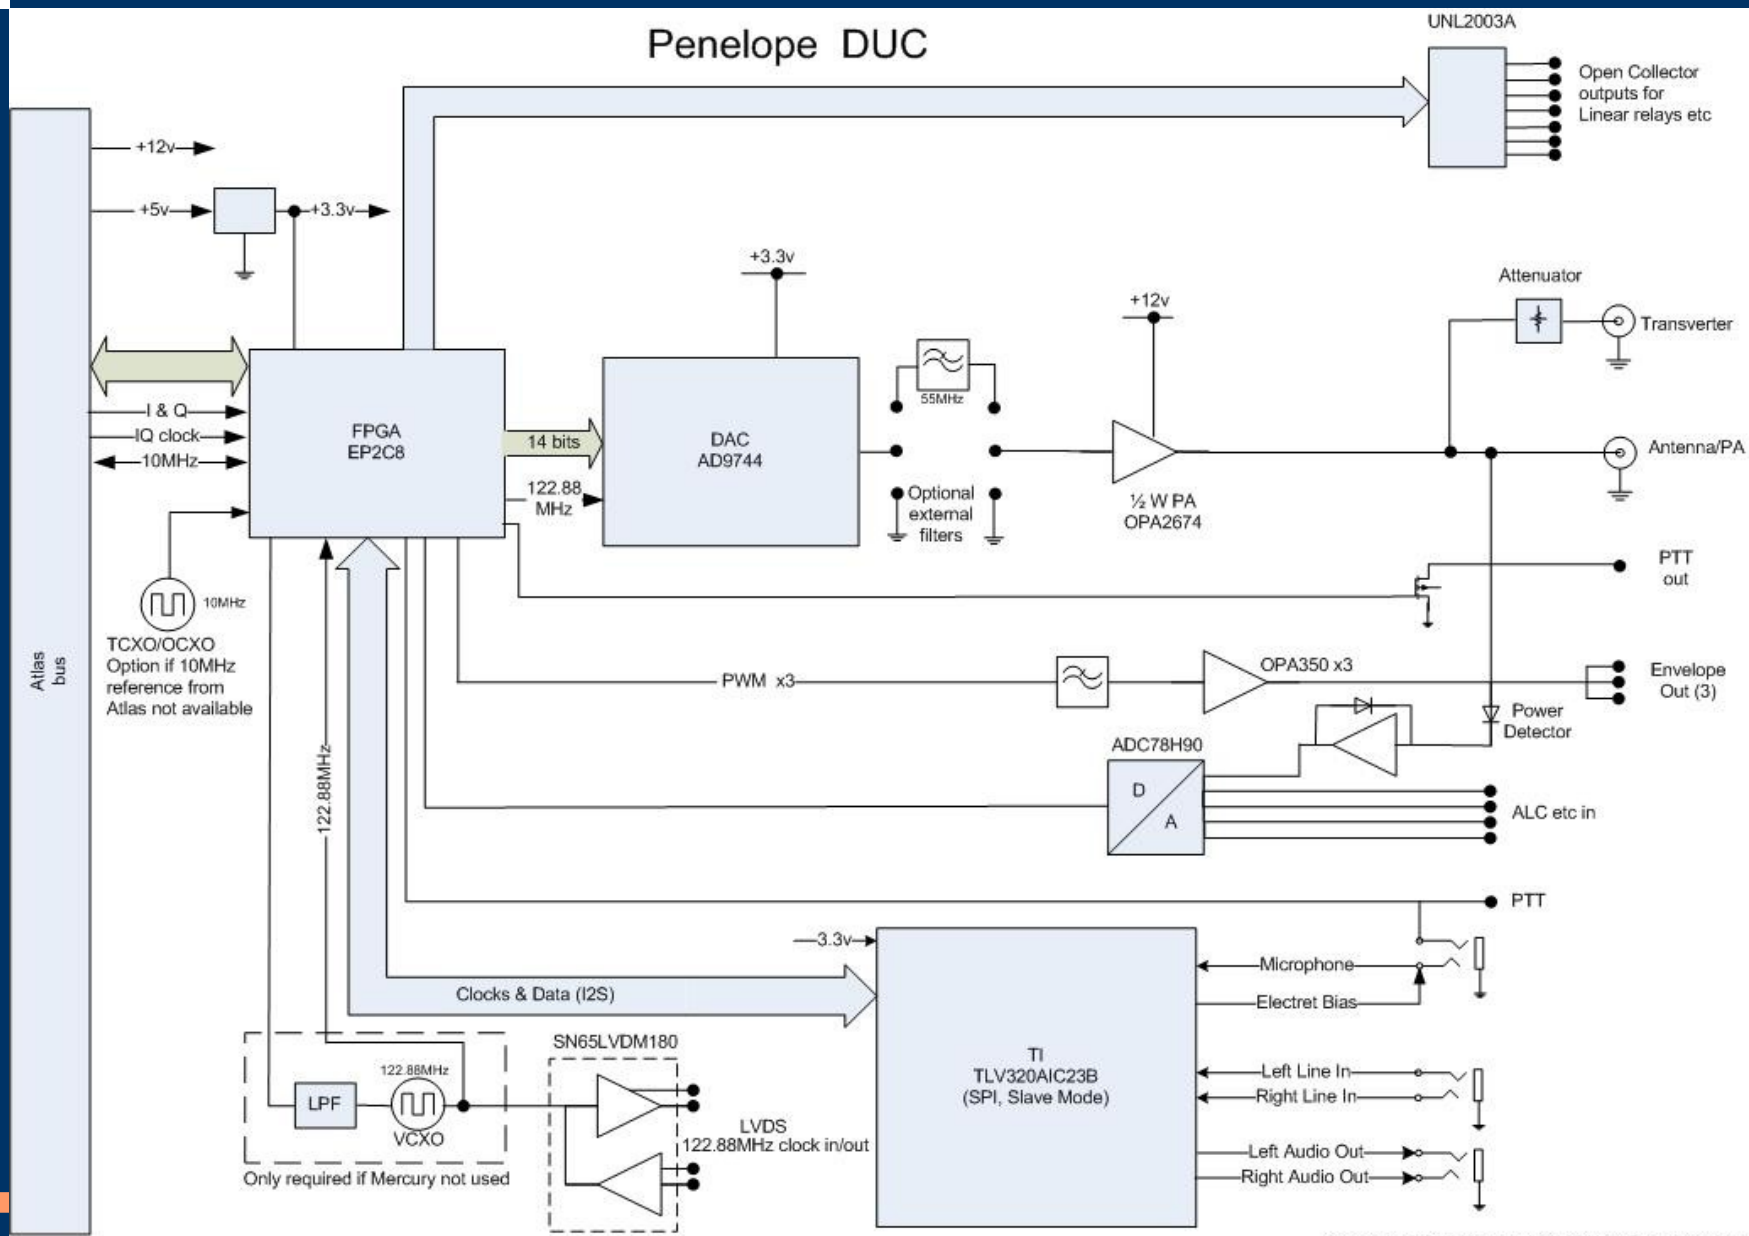 Penelope DUC
UNL2003A
Open Collector
outputs for
Linear relays etc
+12v
+5v
+3.3v
+3.3v
+12v
Attenuator
Transverter
55MHz
I & Q
IQ clock
10MHz
FPGA
EP2C8
14 bits
122.88
MHz
DAC
AD9744
Optional
external
filters
½ W PA
OPA2674
Antenna/PA
PTT
out
10MHz
TCXO/OCXO
Option if 10MHz
reference from
Atlas not available
Atlas
bus
PWM x3
OPA350 x3
Envelope
Out (3)
Power
Detector
ADC78H90
D
A
ALC etc in
122.88MHz
PTT
3.3v
Microphone
Electret Bias
Clocks & Data (I2S)
TI
TLV320AIC23B
(SPI, Slave Mode)
Left Line In
Right Line In
Left Audio Out
Right Audio Out
SN65LVDM180
122.88MHz
LPF
VCXO
LVDS
122.88MHz clock in/out
Only required if Mercury not used